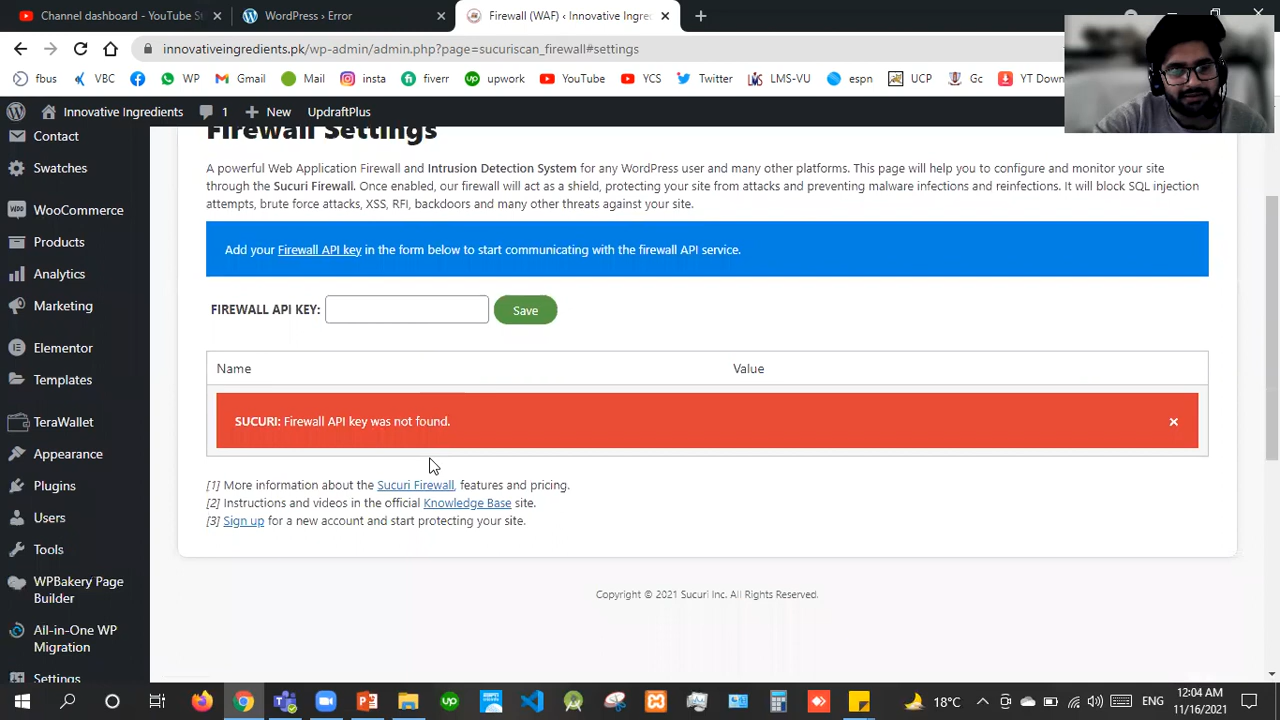 Channel dashboard - YouTube St
WordPress › Error
Firewall (WAF) ‹ Innovative Ingre
innovativeingredients.pk/wp-admin/admin.php?page=sucuriscan_firewall#settings
fbus
VBC
WP
Gmail
Mail
insta
fiverr
upwork
YouTube
YCS
Twitter
LMS-VU
espn
UCP
Gc
YT Down
Innovative Ingredients
1
New
UpdraftPlus
Contact
Swatches
WooCommerce
Products
Analytics
Marketing
Elementor
Templates
TeraWallet
Appearance
Plugins
Users
Tools
WPBakery Page
Builder
All-in-One WP
Migration
Settings
Firewall Settings
A powerful Web Application Firewall and Intrusion Detection System for any WordPress user and many other platforms. This page will help you to configure and monitor your site
through the Sucuri Firewall. Once enabled, our firewall will act as a shield, protecting your site from attacks and preventing malware infections and reinfections. It will block SQL injection
attempts, brute force attacks, XSS, RFI, backdoors and many other threats against your site.
Add your Firewall API key in the form below to start communicating with the firewall API service.
FIREWALL API KEY:
Save
Name Value
SUCURI: Firewall API key was not found.
[1] More information about the Sucuri Firewall, features and pricing.
[2] Instructions and videos in the official Knowledge Base site.
[3] Sign up for a new account and start protecting your site.
Copyright © 2021 Sucuri Inc. All Rights Reserved.
18°C
ENG
12:04 AM
11/16/2021